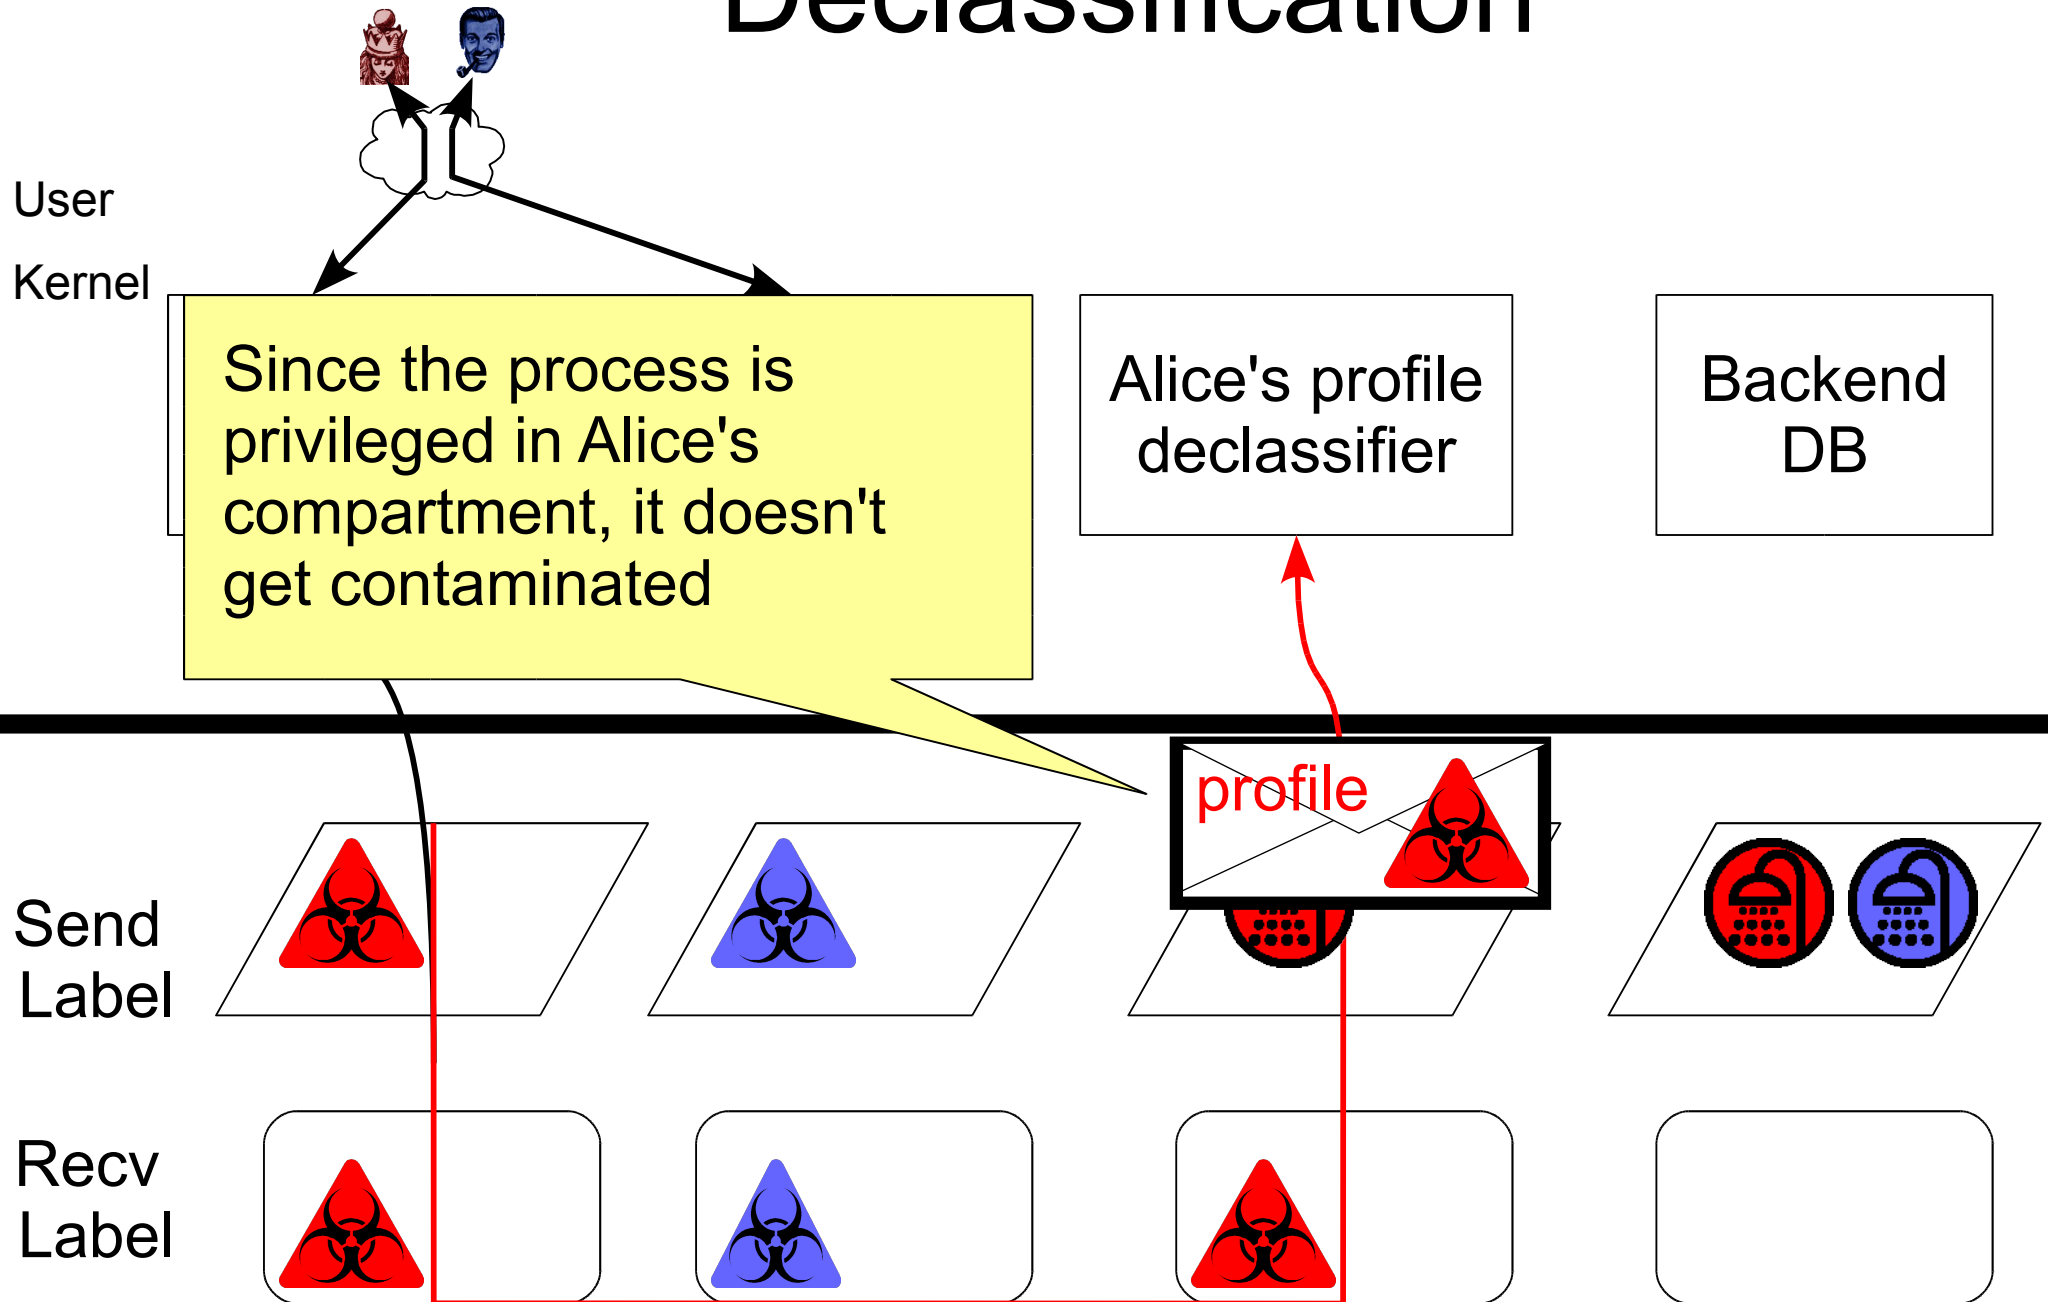 Declassification
User
Kernel
Since the process is
privileged in Alice's
compartment, it doesn't
get contaminated
Alice's profile
declassifier
Backend
DB
profile
Send
Label
Recv
Label